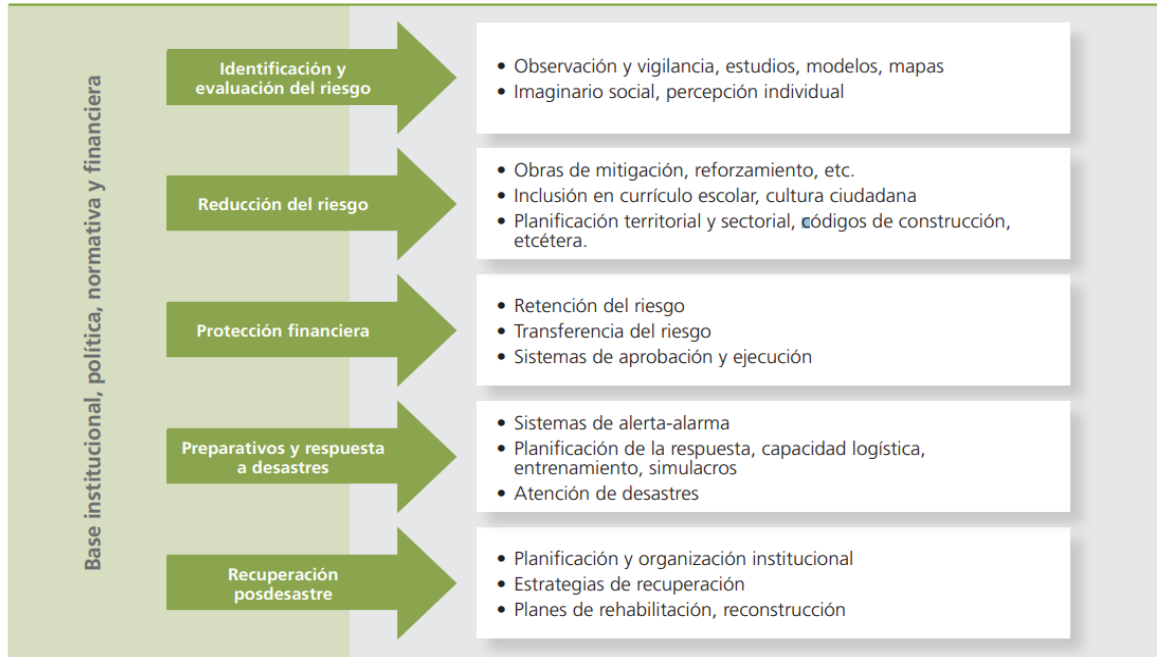 Base institucional, política, normativa y financiera
Identificación y
evaluación del riesgo
• Observación y vigilancia, estudios, modelos, mapas
• Imaginario social, percepción individual
Reducción del riesgo
• Obras de mitigación, reforzamiento, etc.
• Inclusión en currículo escolar, cultura ciudadana
• Planificación territorial y sectorial, códigos de construcción,
etcétera.
Protección financiera
• Retención del riesgo
• Transferencia del riesgo
• Sistemas de aprobación y ejecución
Preparativos y respuesta
a desastres
• Sistemas de alerta-alarma
• Planificación de la respuesta, capacidad logística,
entrenamiento, simulacros
• Atención de desastres
Recuperación
posdesastre
• Planificación y organización institucional
• Estrategias de recuperación
• Planes de rehabilitación, reconstrucción